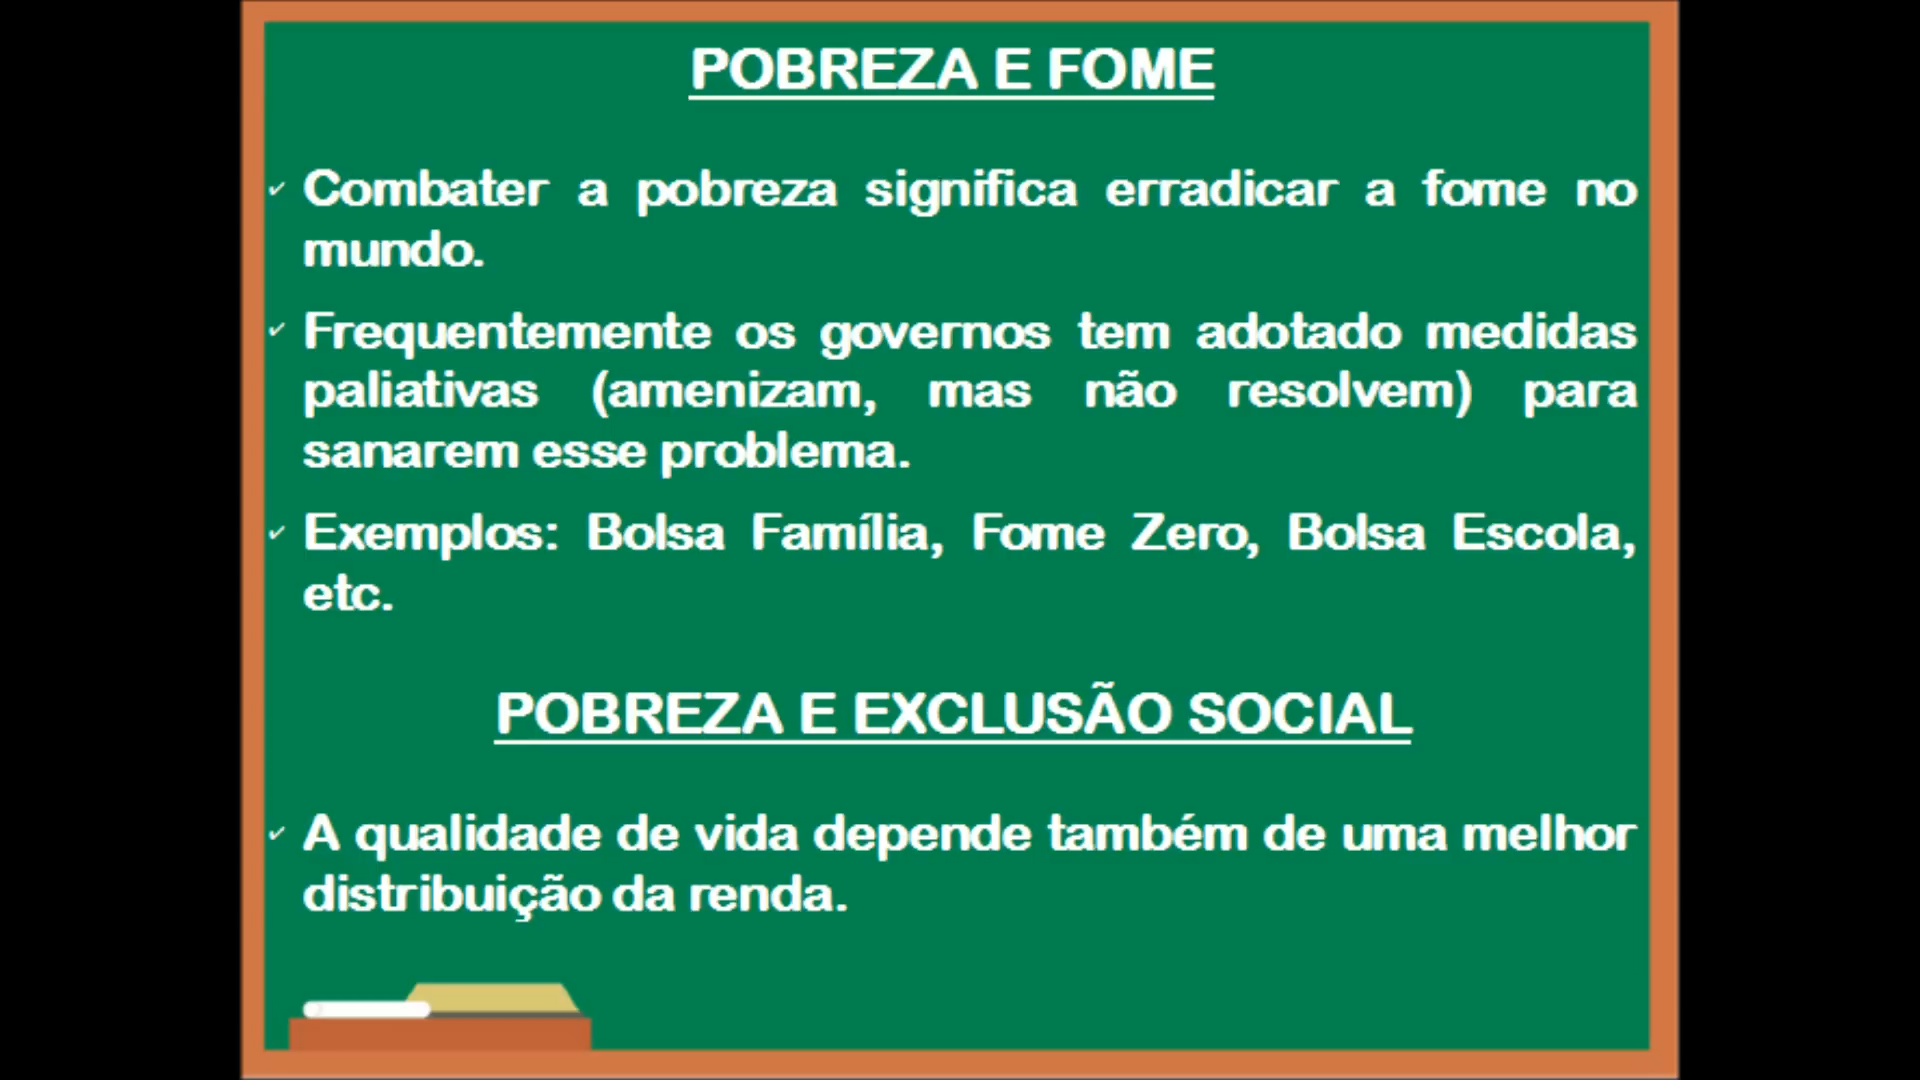 POBREZA E FOME
✓ Combater a pobreza significa erradicar a fome no
mundo.
✓ Frequentemente os governos tem adotado medidas
paliativas (amenizam, mas não resolvem) para
sanarem esse problema.
✓ Exemplos: Bolsa Família, Fome Zero, Bolsa Escola,
etc.
POBREZA E EXCLUSÃO SOCIAL
✓ A qualidade de vida depende também de uma melhor
distribuição da renda.